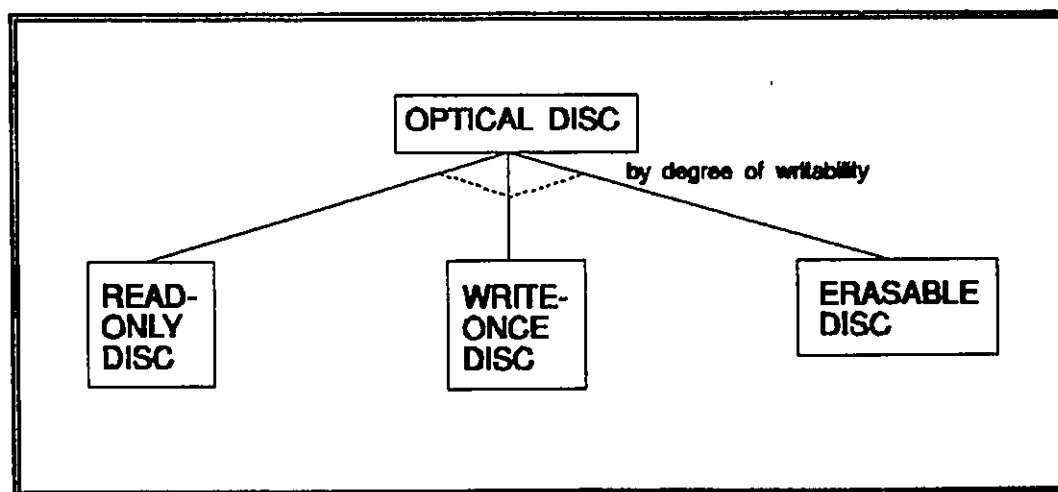 OPTICAL DISC
by degree of writability
READ-
ONLY
DISC
WRITE-
ONCE
DISC
ERASABLE
DISC